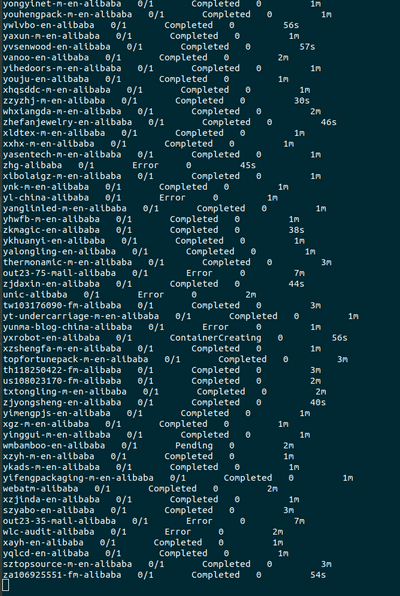 yongyinet-m-en-alibaba 0/1 Completed 0 1m
youhengpack-m-en-alibaba 0/1 Completed 0 1m
ywlvbo-en-alibaba 0/1 Completed 0 56s
yaxun-m-en-alibaba 0/1 Completed 0 1m
yvsenwood-en-alibaba 0/1 Completed 0 57s
vanoo-en-alibaba 0/1 Completed 0 2m
yihedoors-m-en-alibaba 0/1 Completed 0 1m
youju-en-alibaba 0/1 Completed 0 1m
xhqsddc-m-en-alibaba 0/1 Completed 0 1m
zzyzhj-m-en-alibaba 0/1 Completed 0 30s
whxiangda-m-en-alibaba 0/1 Completed 0 2m
zhefanjewelry-en-alibaba 0/1 Completed 0 46s
xldtex-m-en-alibaba 0/1 Completed 0 1m
xxhx-m-en-alibaba 0/1 Completed 0 1m
yasentech-m-en-alibaba 0/1 Completed 0 1m
zhg-alibaba 0/1 Error 0 45s
xibolaigz-m-en-alibaba 0/1 Completed 0 1m
ynk-m-en-alibaba 0/1 Completed 0 1m
yl-china-alibaba 0/1 Error 0 1m
yanglinled-m-en-alibaba 0/1 Completed 0 1m
yhwfb-m-en-alibaba 0/1 Completed 0 1m
zkmagic-en-alibaba 0/1 Completed 0 38s
ykhuanyi-en-alibaba 0/1 Completed 0 1m
yalongling-en-alibaba 0/1 Completed 0 1m
thermonamic-m-en-alibaba 0/1 Completed 0 3m
out23-75-mail-alibaba 0/1 Error 0 7m
zjdaxin-en-alibaba 0/1 Completed 0 44s
unic-alibaba 0/1 Error 0 2m
tw103176090-fm-alibaba 0/1 Completed 0 3m
yt-undercarriage-m-en-alibaba 0/1 Completed 0 1m
yunma-blog-china-alibaba 0/1 Error 0 1m
yxrobot-en-alibaba 0/1 ContainerCreating 0 56s
xzshengfa-m-en-alibaba 0/1 Completed 0 1m
topfortunepack-m-en-alibaba 0/1 Completed 0 3m
th118250422-fm-alibaba 0/1 Completed 0 3m
us108023170-fm-alibaba 0/1 Completed 0 2m
txtongling-m-en-alibaba 0/1 Completed 0 2m
zjyongsheng-en-alibaba 0/1 Completed 0 40s
yimengpjs-en-alibaba 0/1 Completed 0 1m
xgz-m-en-alibaba 0/1 Completed 0 1m
yinggui-m-en-alibaba 0/1 Completed 0 1m
wmbamboo-en-alibaba 0/1 Pending 0 2m
xzyh-m-en-alibaba 0/1 Completed 0 1m
ykads-m-en-alibaba 0/1 Completed 0 1m
yifengpackaging-m-en-alibaba 0/1 Completed 0 1m
webatm-alibaba 0/1 Completed 0 2m
xzjinda-en-alibaba 0/1 Completed 0 1m
szyabo-en-alibaba 0/1 Completed 0 3m
out23-35-mail-alibaba 0/1 Error 0 7m
wlc-audit-alibaba 0/1 Error 0 2m
xayh-en-alibaba 0/1 Completed 0 1m
yqlcd-en-alibaba 0/1 Completed 0 1m
sztopsource-m-en-alibaba 0/1 Completed 0 3m
za106925551-fm-alibaba 0/1 Completed 0 54s